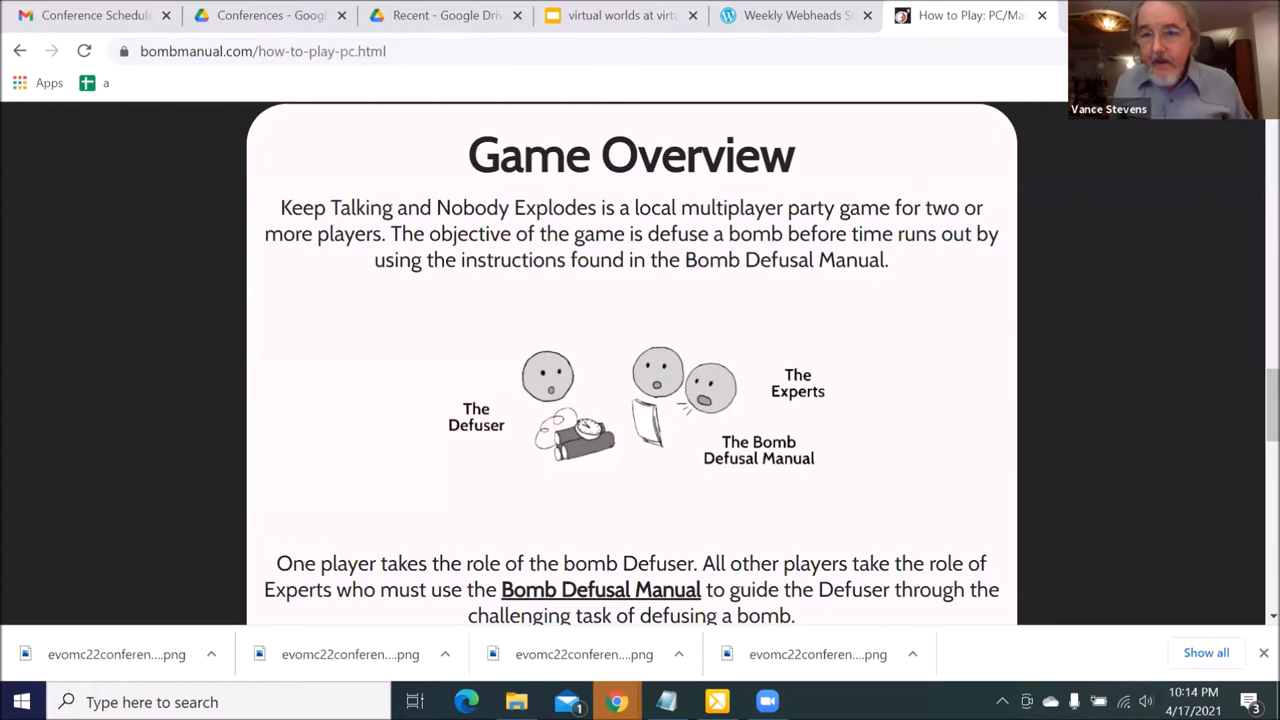 Conference Schedul
Conferences - Goog
Recent - Google Driv
virtual worlds at virtu
Weekly Webheads S
How to Play: PC/Ma
bombmanual.com/how-to-play-pc.html
Apps
a
Vance Stevens
Game Overview
Keep Talking and Nobody Explodes is a local multiplayer party game for two or
more players. The objective of the game is defuse a bomb before time runs out by
using the instructions found in the Bomb Defusal Manual.
The
Experts
The
Defuser
The Bomb
Defusal Manual
One player takes the role of the bomb Defuser. All other players take the role of
Experts who must use the Bomb Defusal Manual to guide the Defuser through the
challenging task of defusing a bomb.
evomc22conferen....png
evomc22conferen....png
evomc22conferen....png
evomc22conferen....png
Show all
Type here to search
1
10:14 PM
4/17/2021
3